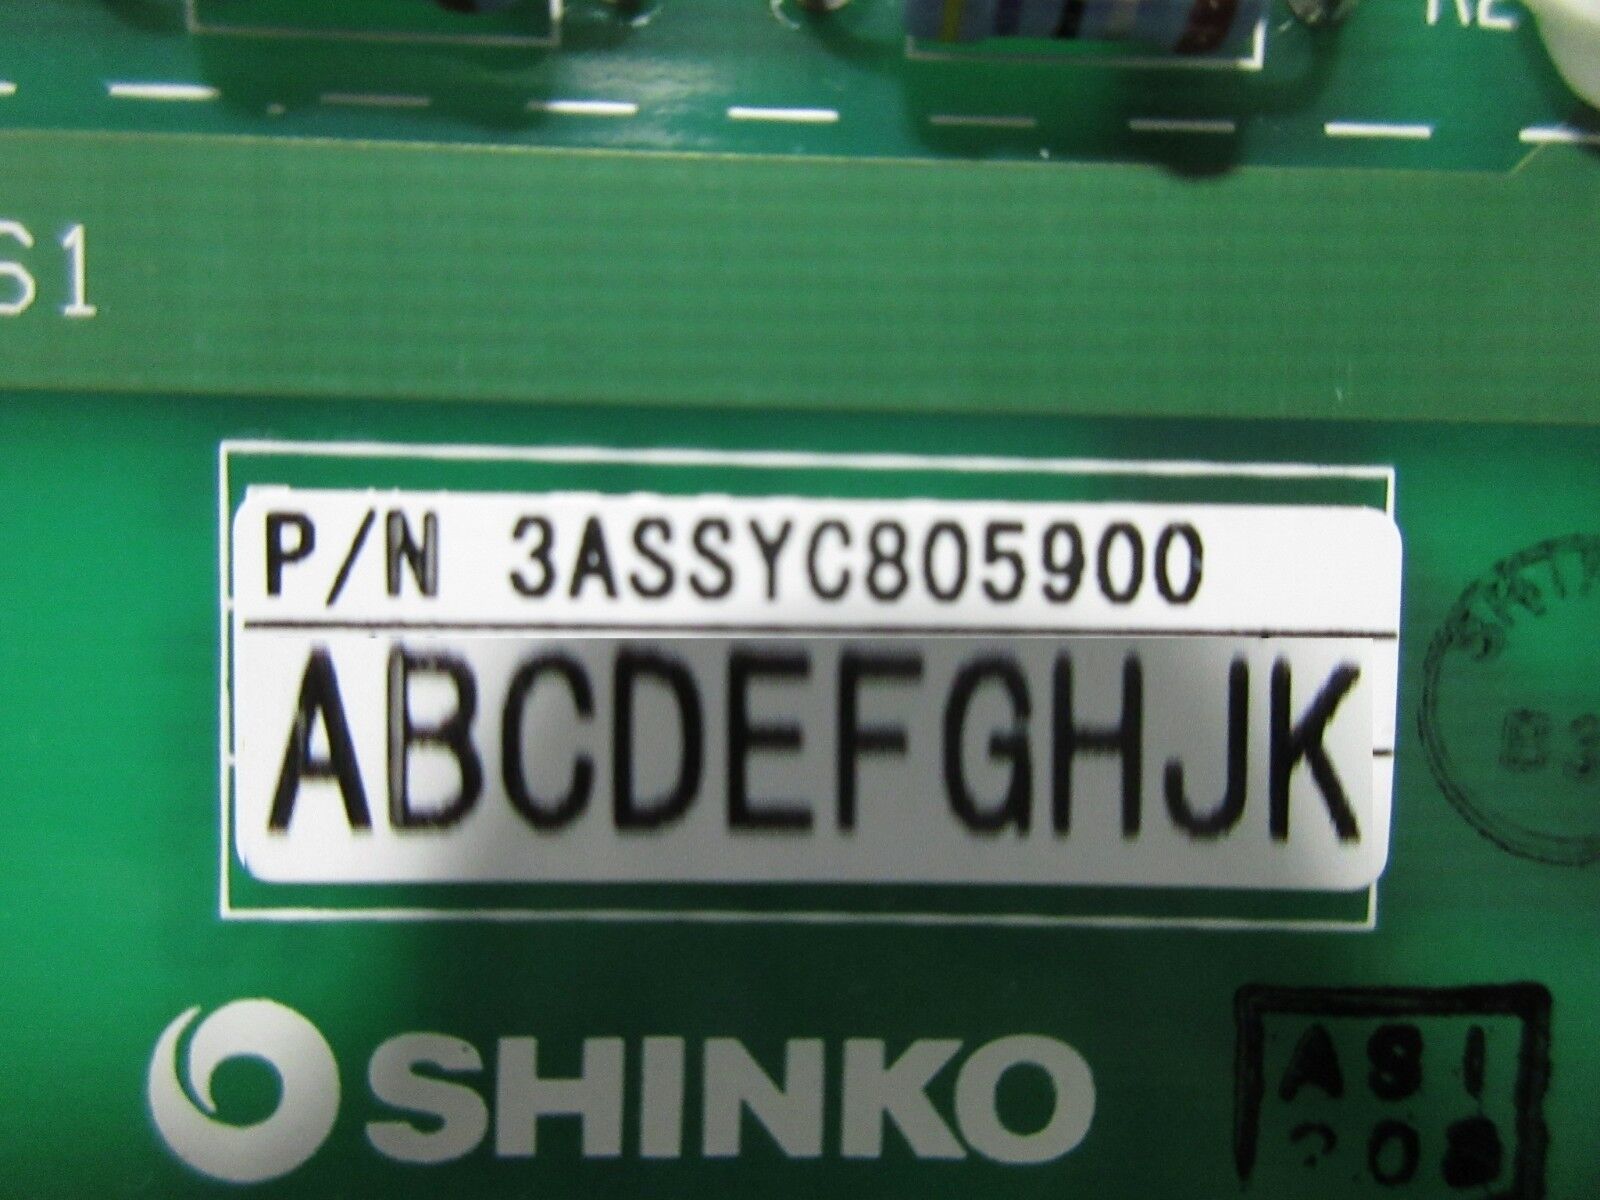 S1
P/N 3ASSYC805900
ABCDEFGHJK
SHINKO